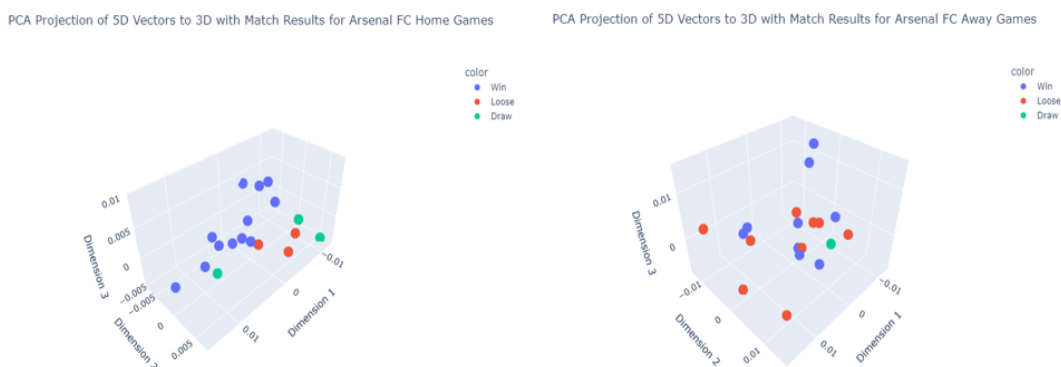 PCA Projection of 5D Vectors to 3D with Match Results for Arsenal FC Home Games
color
Win
Loose
Draw
0.01
0.005
0
−0.005
Dimension 3
−0.005
0
0.005
Dimension
0.01
0
−0.01
Dimension 1
PCA Projection of 5D Vectors to 3D with Match Results for Arsenal FC Away Games
color
Win
Loose
Draw
0.01
0
Dimension 3
−0.01
0
0.01
Dimension 2
0.01
0
−0.01
Dimension 1